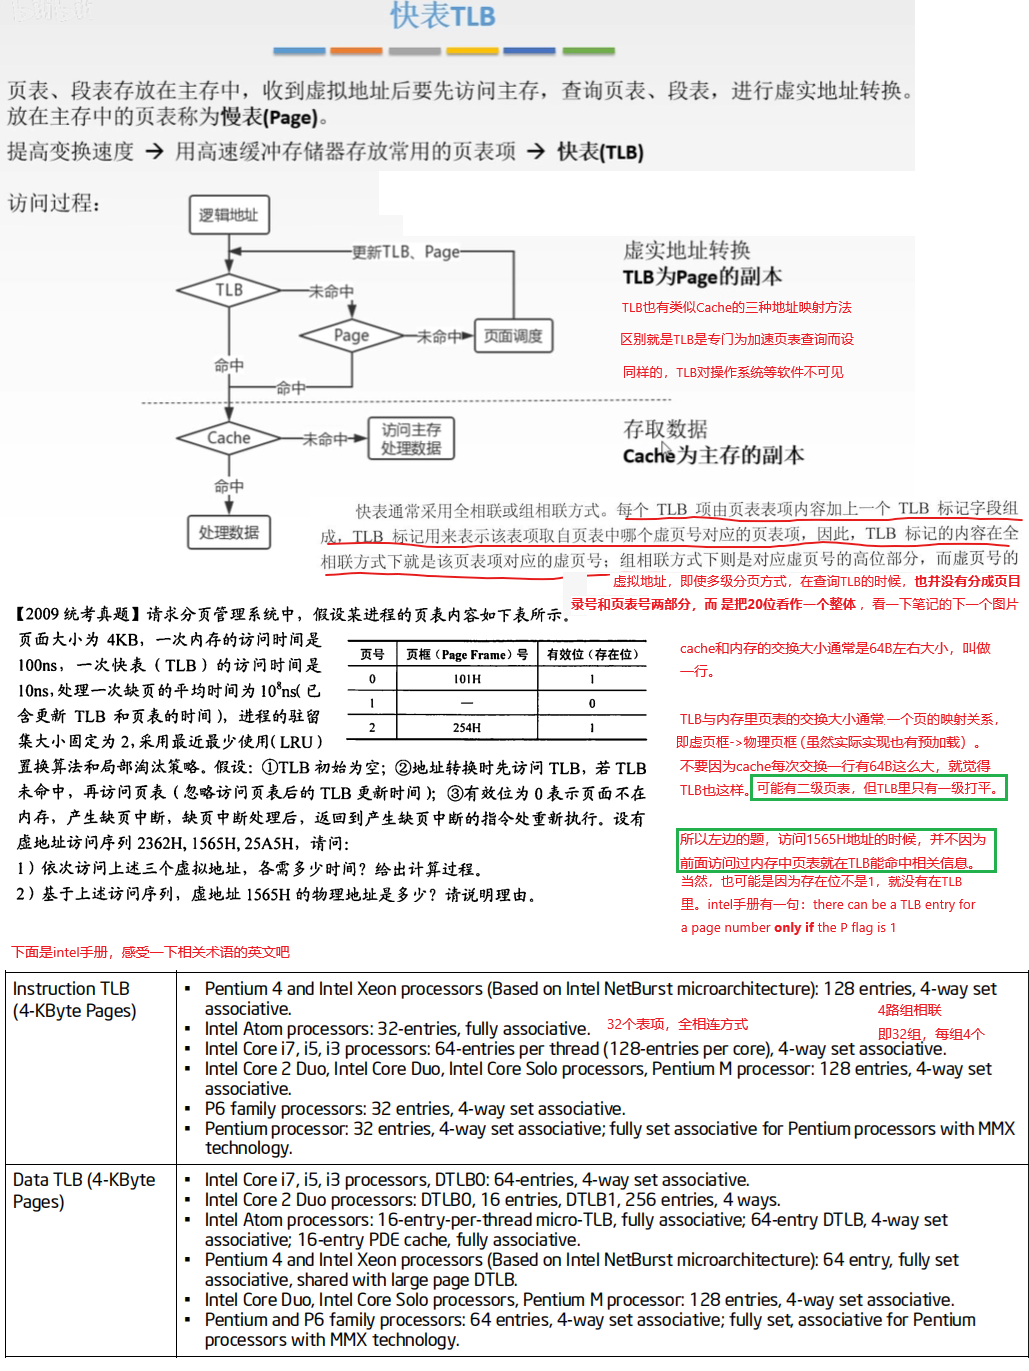 快表TLB
页表、段表存放在主存中，收到虚拟地址后要先访问主存，查询页表、段表，进行虚实地址转换。
放在主存中的页表称为慢表(Page)。
提高变换速度 → 用高速缓冲存储器存放常用的页表项 → 快表(TLB)
访问过程：
逻辑地址
更新TLB、Page
TLB
未命中
Page
未命中
页面调度
命中
命中
Cache
未命中
访问主存
处理数据
命中
处理数据
虚实地址转换
TLB为Page的副本
TLB也有类似Cache的三种地址映射方法
区别就是TLB是专门为加速页表查询而设
同样的，TLB对操作系统等软件不可见
存取数据
Cache为主存的副本
快表通常采用全相联或组相联方式。每个 TLB 项由页表表项内容加上一个 TLB 标记字段组
成，TLB 标记用来表示该表项取自页表中哪个虚页号对应的页表项，因此，TLB 标记的内容在全
相联方式下就是该页表项对应的虚页号；组相联方式下则是对应虚页号的高位部分，而虚页号的
虚拟地址，即使多级分页方式，在查询TLB的时候，也并没有分成页目
录号和页表号两部分，而 是把20位看作一个整体 ，看一下笔记的下一个图片
【2009 统考真题】请求分页管理系统中，假设某进程的页表内容如下表所示。
页面大小为 4KB，一次内存的访问时间是
100ns，一次快表（TLB）的访问时间是
10ns，处理一次缺页的平均时间为 10⁸ns（已
含更新 TLB 和页表的时间），进程的驻留
集大小固定为 2，采用最近最少使用（LRU）
置换算法和局部淘汰策略。假设：①TLB 初始为空；②地址转换时先访问 TLB，若 TLB
未命中，再访问页表（忽略访问页表后的 TLB 更新时间）；③有效位为 0 表示页面不在
内存，产生缺页中断，缺页中断处理后，返回到产生缺页中断的指令处重新执行。设有
虚地址访问序列 2362H, 1565H, 25A5H，请问：
1）依次访问上述三个虚拟地址，各需多少时间？给出计算过程。
2）基于上述访问序列，虚地址 1565H 的物理地址是多少？请说明理由。
页号 页框（Page Frame）号 有效位（存在位）
0 101H 1
1 — 0
2 254H 1
cache和内存的交换大小通常是64B左右大小，叫做
一行。
TLB与内存里页表的交换大小通常一个页的映射关系，
即虚页框->物理页框 (虽然实际实现也有预加载) 。
不要因为cache每次交换一行有64B这么大，就觉得
TLB也这样。可能有二级页表，但TLB里只有一级打平。
所以左边的题，访问1565H地址的时候，并不因为
前面访问过内存中页表就在TLB能命中相关信息。
当然，也可能是因为存在位不是1，就没有在TLB
里。intel手册有一句：there can be a TLB entry for
a page number only if the P flag is 1
下面是intel手册，感受一下相关术语的英文吧
Instruction TLB
(4-KByte Pages)
▪ Pentium 4 and Intel Xeon processors (Based on Intel NetBurst microarchitecture): 128 entries, 4-way set
associative.
▪ Intel Atom processors: 32-entries, fully associative.
32个表项，全相连方式
4路组相联
即32组，每组4个
▪ Intel Core i7, i5, i3 processors: 64-entries per thread (128-entries per core), 4-way set associative.
▪ Intel Core 2 Duo, Intel Core Duo, Intel Core Solo processors, Pentium M processor: 128 entries, 4-way set
associative.
▪ P6 family processors: 32 entries, 4-way set associative.
▪ Pentium processor: 32 entries, 4-way set associative; fully set associative for Pentium processors with MMX
technology.
Data TLB (4-KByte
Pages)
▪ Intel Core i7, i5, i3 processors, DTLB0: 64-entries, 4-way set associative.
▪ Intel Core 2 Duo processors: DTLB0, 16 entries, DTLB1, 256 entries, 4 ways.
▪ Intel Atom processors: 16-entry-per-thread micro-TLB, fully associative; 64-entry DTLB, 4-way set
associative; 16-entry PDE cache, fully associative.
▪ Pentium 4 and Intel Xeon processors (Based on Intel NetBurst microarchitecture): 64 entry, fully set
associative, shared with large page DTLB.
▪ Intel Core Duo, Intel Core Solo processors, Pentium M processor: 128 entries, 4-way set associative.
▪ Pentium and P6 family processors: 64 entries, 4-way set associative; fully set, associative for Pentium
processors with MMX technology.